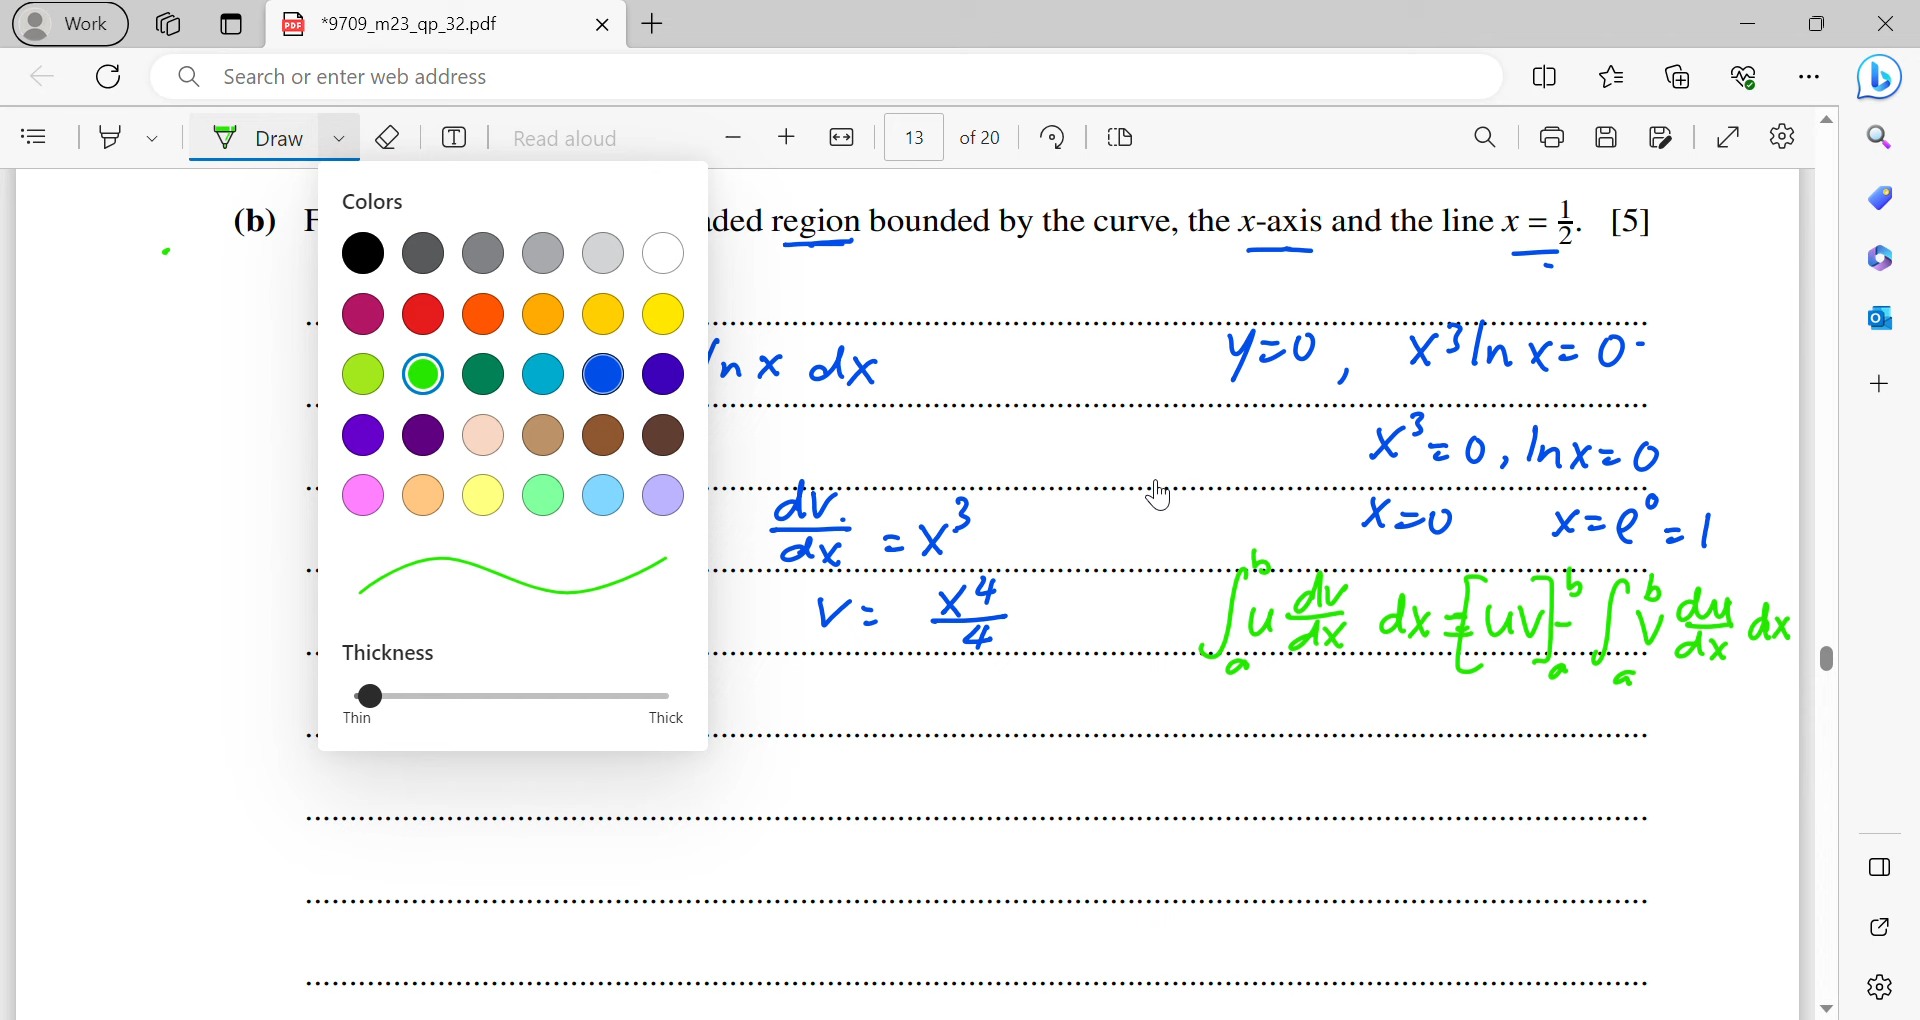 Work
*9709_m23_qp_32.pdf
Search or enter web address
Draw
Read aloud
13 of 20
(b) F
ded region bounded by the curve, the x-axis and the line x = 1/2. [5]
Colors
ln x dx
y=0, x³ ln x = 0
x³ = 0, ln x = 0
dv/dx = x³
x=0 x=e⁰=1
v = x⁴/4
∫ₐᵇ u dv/dx dx = [uv]ₐᵇ - ∫ₐᵇ v du/dx dx
Thickness
Thin Thick